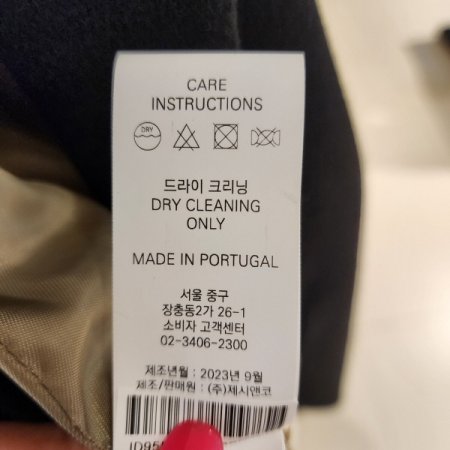 CARE
INSTRUCTIONS
DRY
드라이 크리닝
DRY CLEANING
ONLY
MADE IN PORTUGAL
서울 중구
장충동2가 26-1
소비자 고객센터
02-3406-2300
제조년월 : 2023년 9월
제조/판매원 : (주)제시앤코